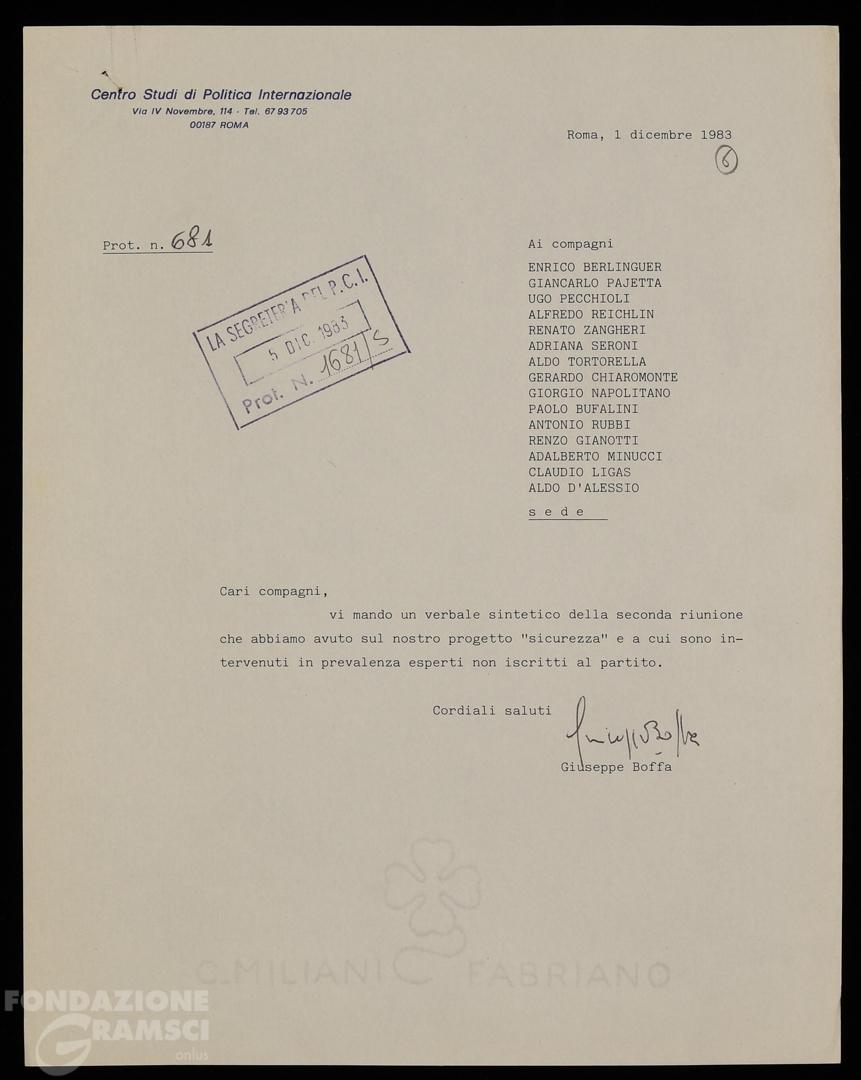 Centro Studi di Politica Internazionale
Via IV Novembre, 114 - Tel. 67 93 705
00187 ROMA
Roma, 1 dicembre 1983
6
Prot. n. 681
LA SEGRETER'A DEL P.C.I.
5 DIC. 1983
Prot. N. 1681/S
Ai compagni
ENRICO BERLINGUER
GIANCARLO PAJETTA
UGO PECCHIOLI
ALFREDO REICHLIN
RENATO ZANGHERI
ADRIANA SERONI
ALDO TORTORELLA
GERARDO CHIAROMONTE
GIORGIO NAPOLITANO
PAOLO BUFALINI
ANTONIO RUBBI
RENZO GIANOTTI
ADALBERTO MINUCCI
CLAUDIO LIGAS
ALDO D'ALESSIO
s e d e
Cari compagni,
vi mando un verbale sintetico della seconda riunione
che abbiamo avuto sul nostro progetto "sicurezza" e a cui sono in-
tervenuti in prevalenza esperti non iscritti al partito.
Cordiali saluti
Giuseppe Boffa
Giuseppe Boffa
C.MILIANI FABRIANO
FONDAZIONE
GRAMSCI
onlus